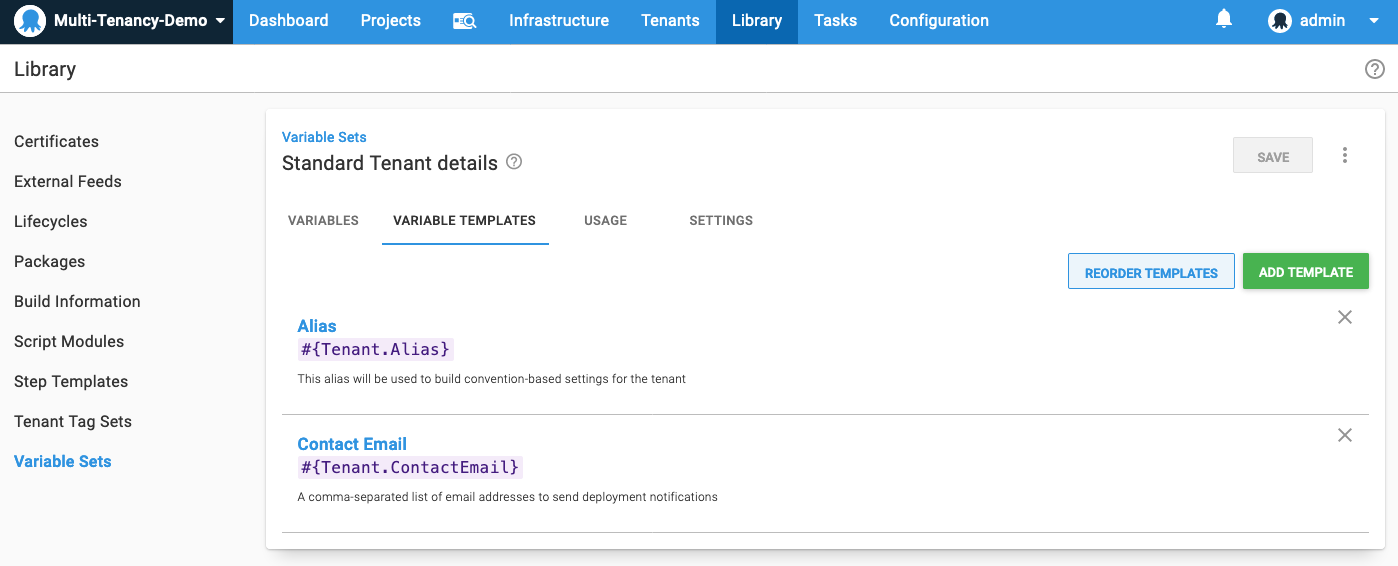 Multi-Tenancy-Demo Dashboard Projects Infrastructure Tenants Library Tasks Configuration admin
Library
Certificates
External Feeds
Lifecycles
Packages
Build Information
Script Modules
Step Templates
Tenant Tag Sets
Variable Sets
Variable Sets
Standard Tenant details
SAVE
VARIABLES VARIABLE TEMPLATES USAGE SETTINGS
REORDER TEMPLATES ADD TEMPLATE
Alias
#{Tenant.Alias}
This alias will be used to build convention-based settings for the tenant
Contact Email
#{Tenant.ContactEmail}
A comma-separated list of email addresses to send deployment notifications